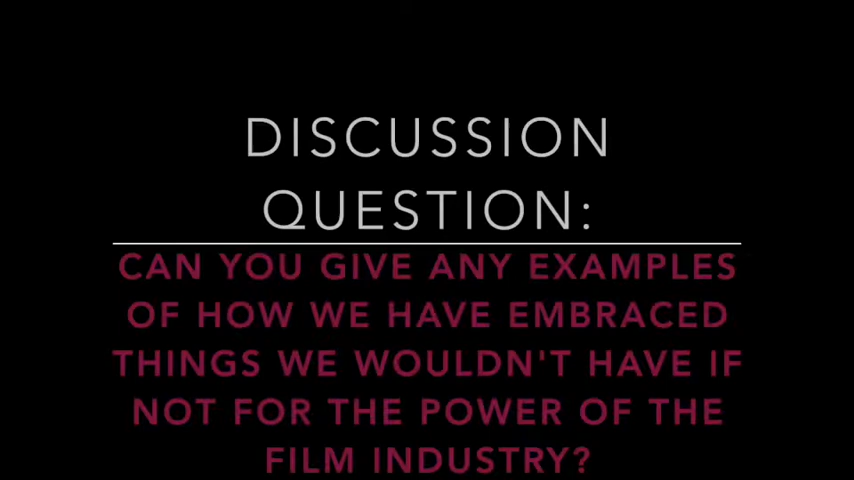 DISCUSSION
QUESTION:
CAN YOU GIVE ANY EXAMPLES
OF HOW WE HAVE EMBRACED
THINGS WE WOULDN'T HAVE IF
NOT FOR THE POWER OF THE
FILM INDUSTRY?